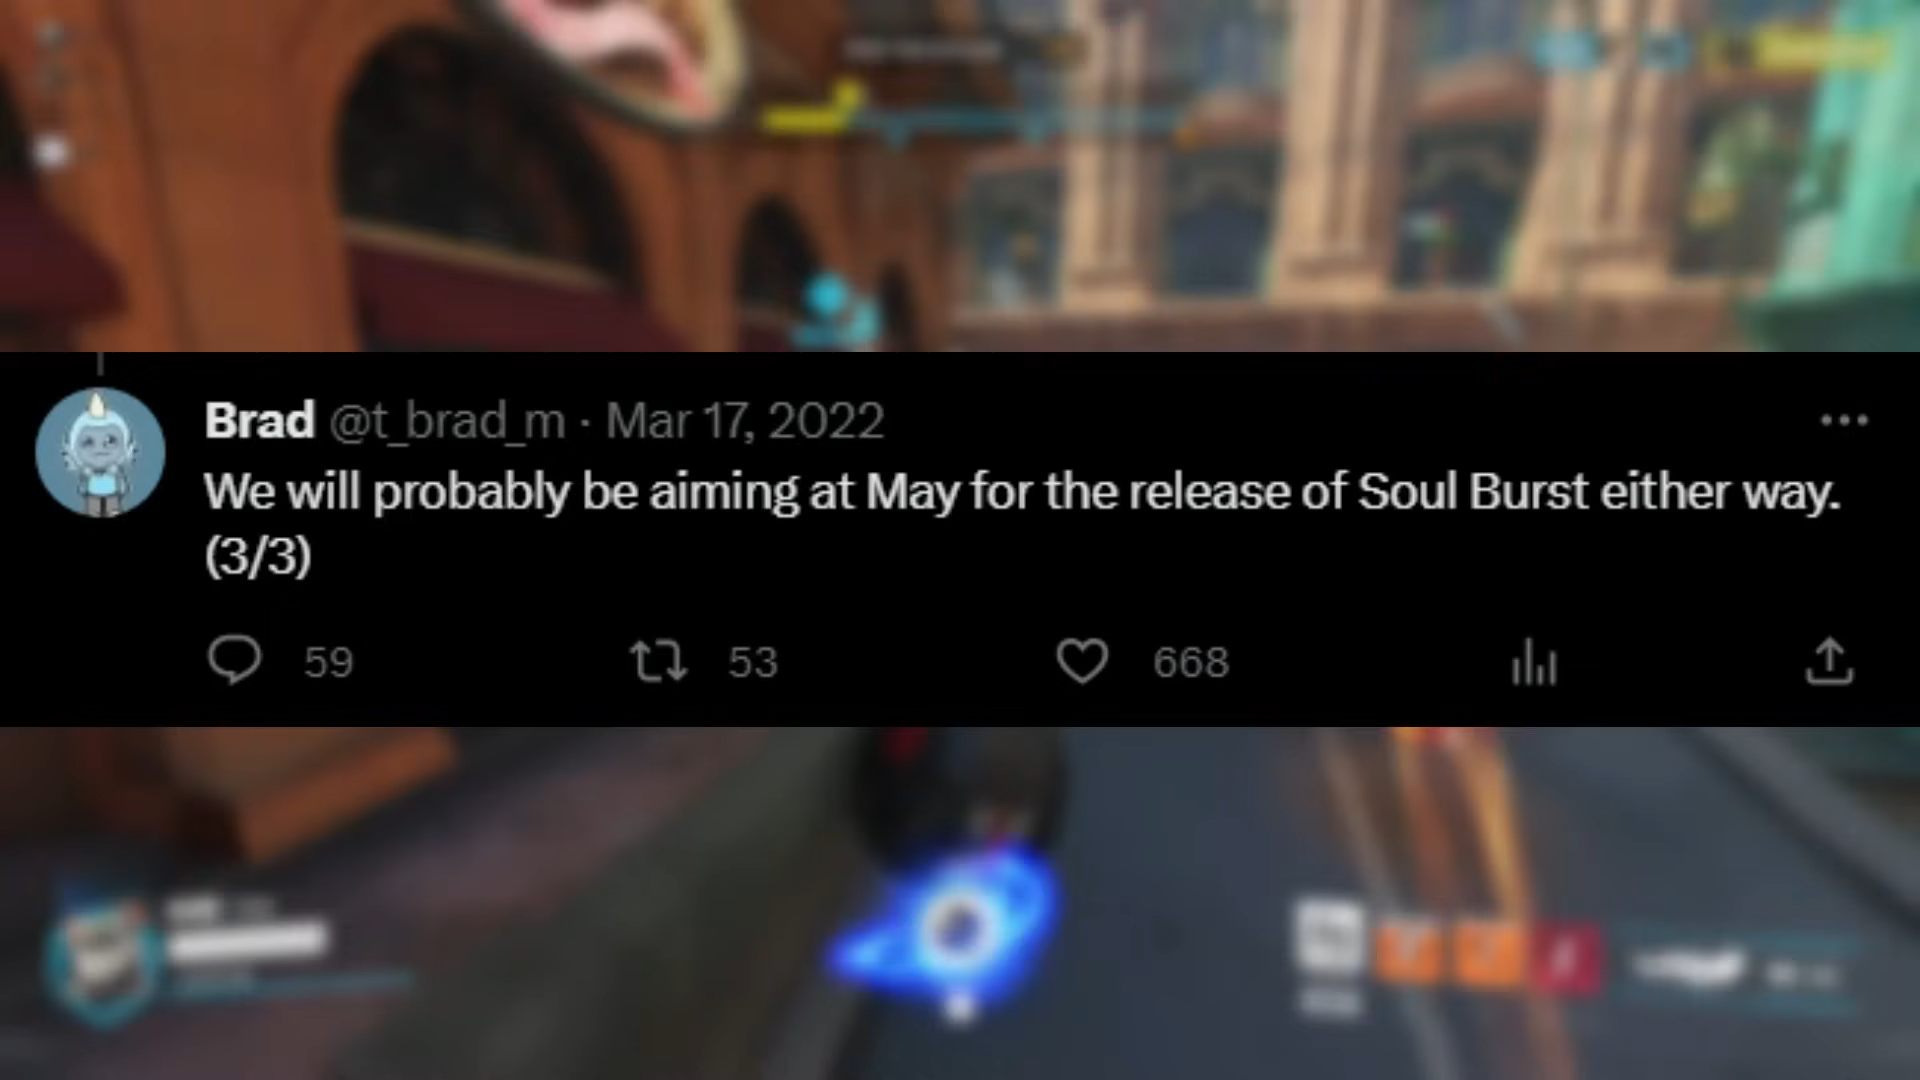 Brad @t_brad_m · Mar 17, 2022
We will probably be aiming at May for the release of Soul Burst either way.
(3/3)
59 53 668